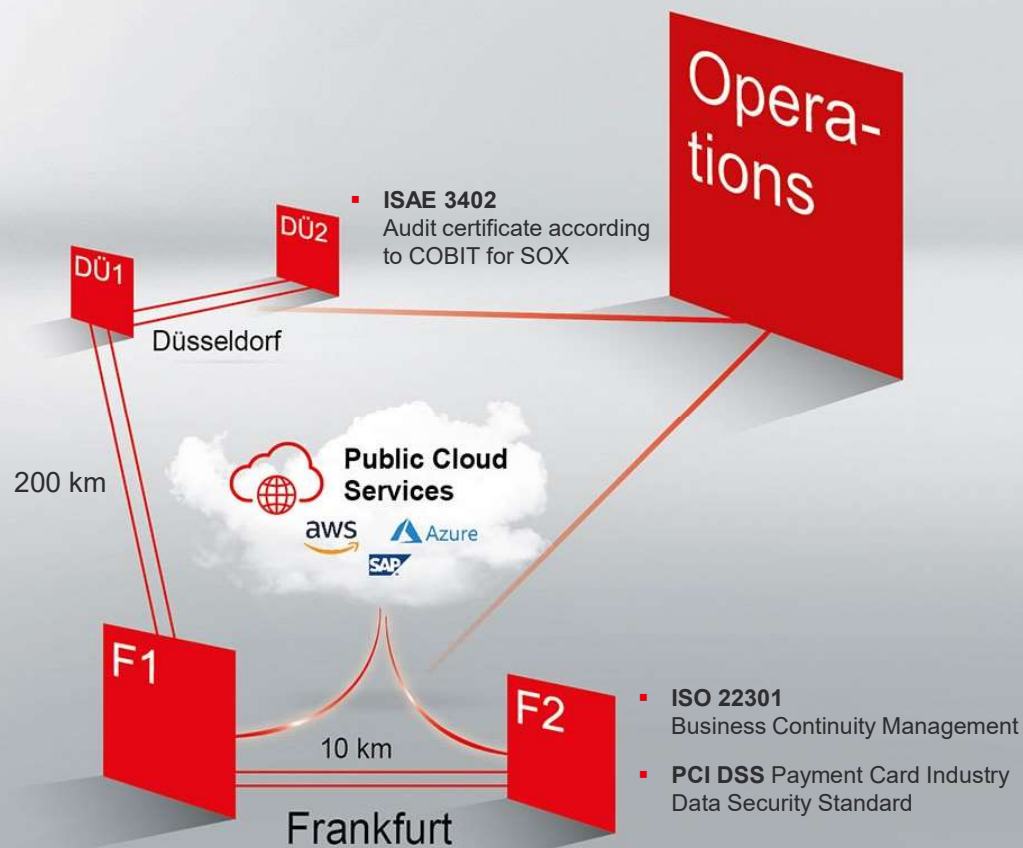 Opera-
tions
ISAE 3402
Audit certificate according
to COBIT for SOX
DÜ2
DÜ1
Düsseldorf
Public Cloud
Services
aws
Azure
SAP
200 km
F1
F2
10 km
Frankfurt
ISO 22301
Business Continuity Management
PCI DSS Payment Card Industry
Data Security Standard